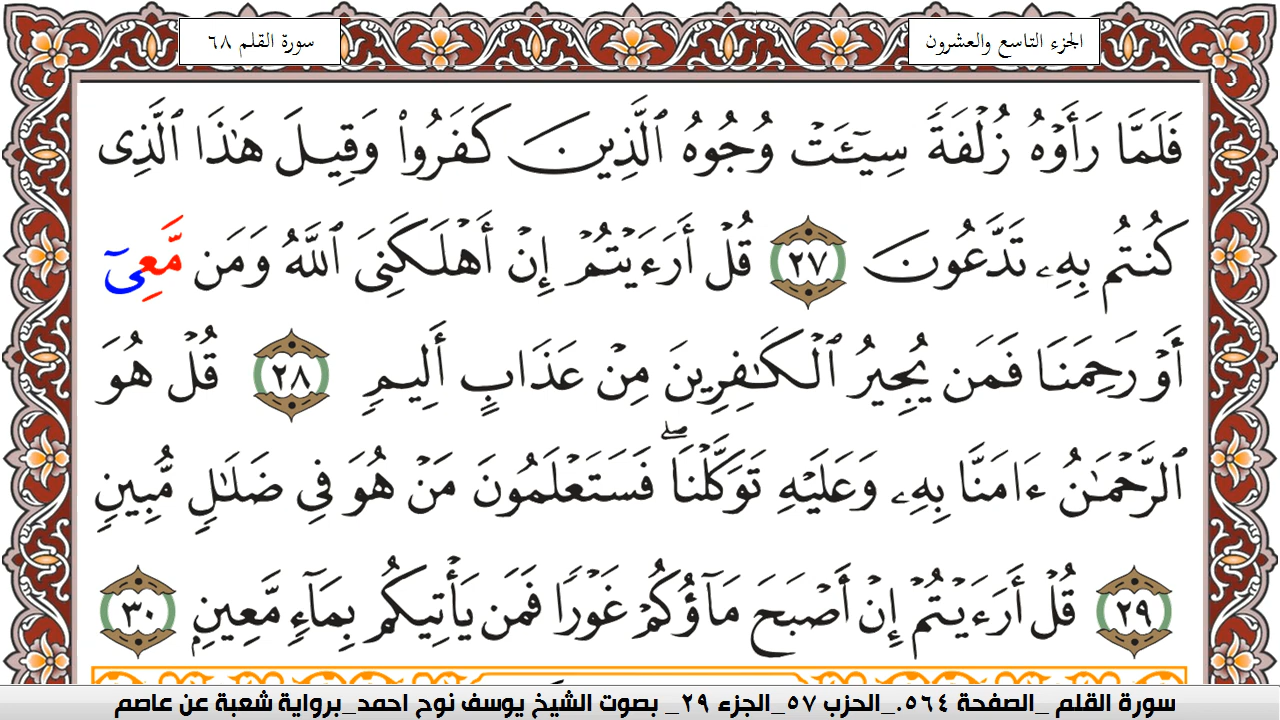 الجزء التاسع والعشرون
سورة القلم ٦٨
فَلَمَّا رَأَوْهُ زُلْفَةً سِيٓـَٔتْ وُجُوهُ ٱلَّذِينَ كَفَرُوا۟ وَقِيلَ هَـٰذَا ٱلَّذِى
كُنتُم بِهِۦ تَدَّعُونَ ٢٧ قُلْ أَرَءَيْتُمْ إِنْ أَهْلَكَنِىَ ٱللَّهُ وَمَن مَّعِىٓ
أَوْ رَحِمَنَا فَمَن يُجِيرُ ٱلْكَـٰفِرِينَ مِنْ عَذَابٍ أَلِيمٍ ٢٨ قُلْ هُوَ
ٱلرَّحْمَـٰنُ ءَامَنَّا بِهِۦ وَعَلَيْهِ تَوَكَّلْنَا ۖ فَسَتَعْلَمُونَ مَنْ هُوَ فِى ضَلَـٰلٍ مُّبِينٍ
٢٩ قُلْ أَرَءَيْتُمْ إِنْ أَصْبَحَ مَآؤُكُمْ غَوْرًا فَمَن يَأْتِيكُم بِمَآءٍ مَّعِينٍ ٣٠
سورة القلم _الصفحة ٥٦٤._الحزب ٥٧_الجزء ٢٩_ بصوت الشيخ يوسف نوح احمد_برواية شعبة عن عاصم